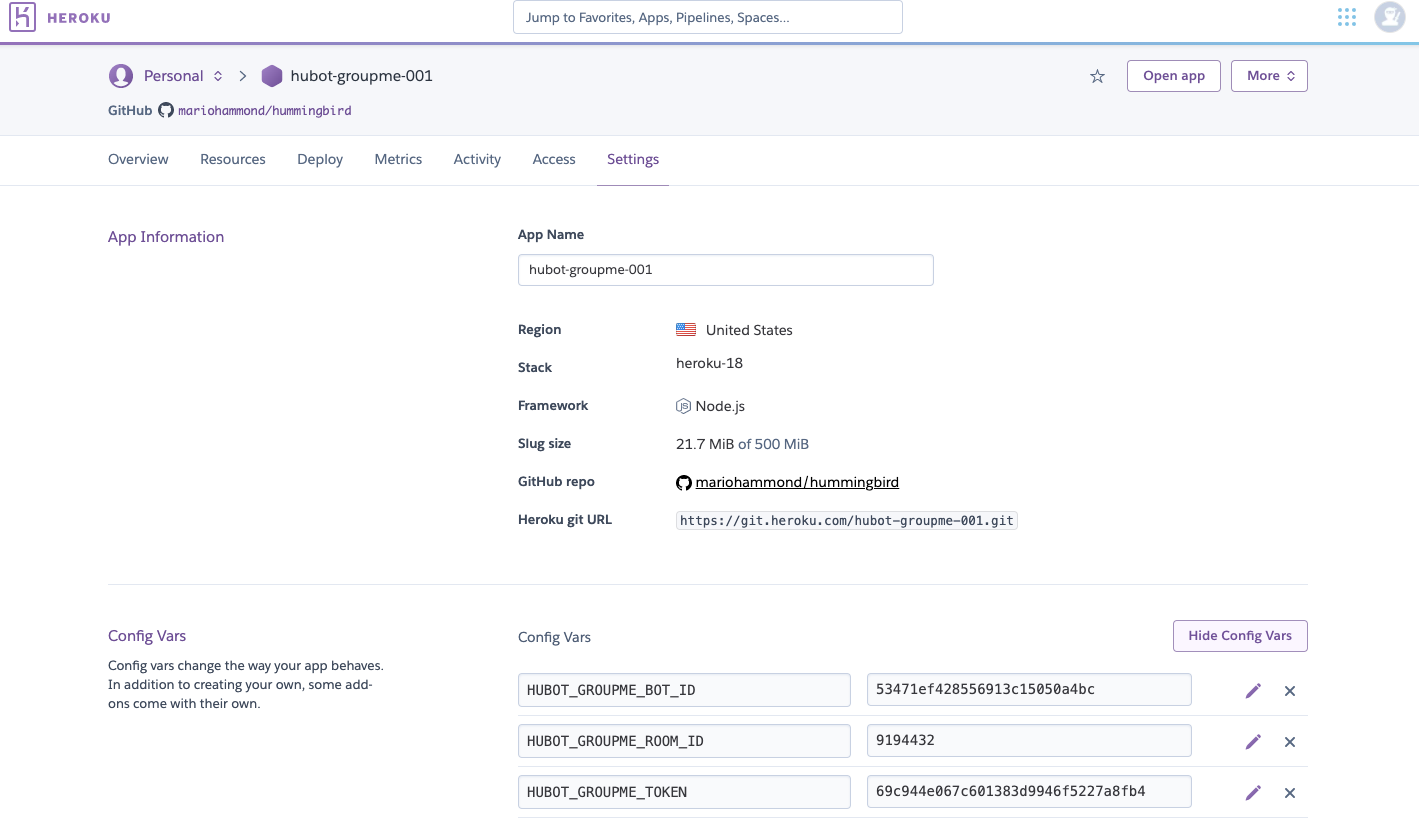 HEROKU
Jump to Favorites, Apps, Pipelines, Spaces...
Personal
hubot-groupme-001
Open app
More
GitHub mariohammond/hummingbird
Overview Resources Deploy Metrics Activity Access Settings
App Information
App Name
hubot-groupme-001
Region United States
Stack heroku-18
Framework Node.js
Slug size 21.7 MiB of 500 MiB
GitHub repo mariohammond/hummingbird
Heroku git URL https://git.heroku.com/hubot-groupme-001.git
Config Vars
Config vars change the way your app behaves.
In addition to creating your own, some add-
ons come with their own.
Config Vars
Hide Config Vars
HUBOT_GROUPME_BOT_ID 53471ef428556913c15050a4bc
HUBOT_GROUPME_ROOM_ID 9194432
HUBOT_GROUPME_TOKEN 69c944e067c601383d9946f5227a8fb4